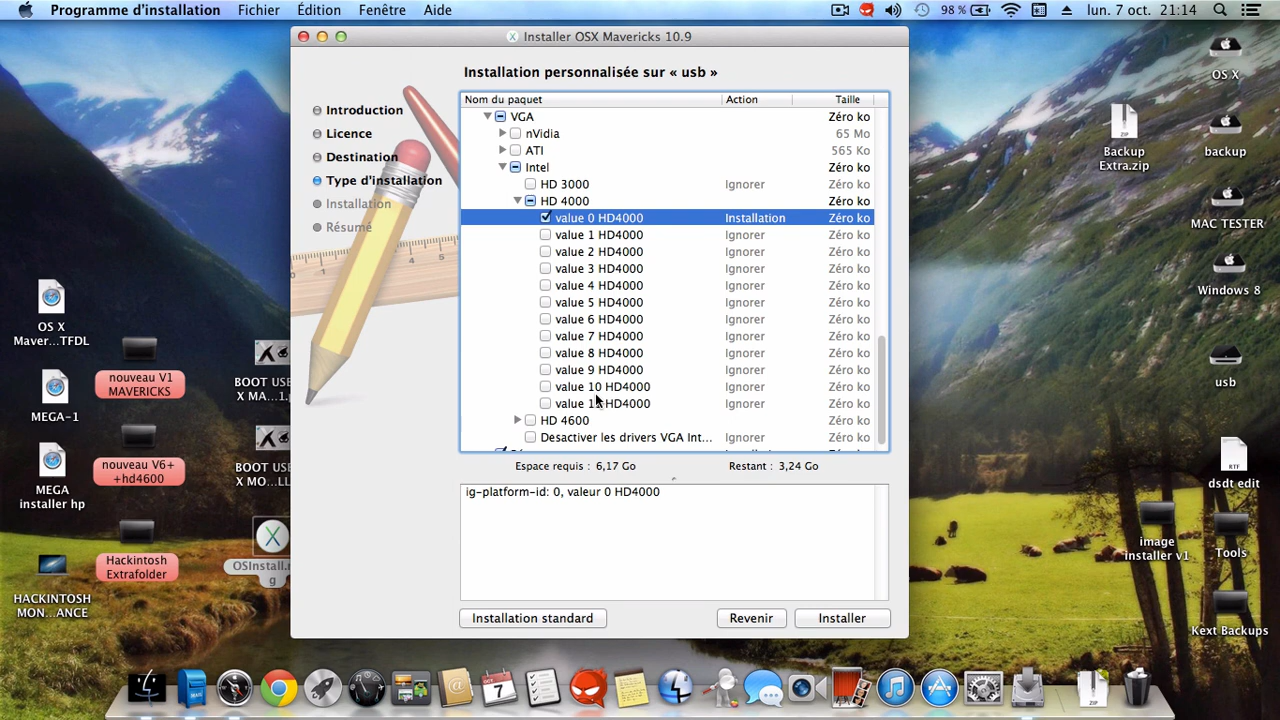 Programme d'installation Fichier Édition Fenêtre Aide 98 % lun. 7 oct. 21:14
Installer OSX Mavericks 10.9
Installation personnalisée sur « usb »
Introduction
Licence
Destination
Type d'installation
Installation
Résumé
Nom du paquet Action Taille
VGA Zéro ko
nVidia 65 Mo
ATI 565 Ko
Intel Zéro ko
HD 3000 Ignorer Zéro ko
HD 4000 Zéro ko
value 0 HD4000 Installation Zéro ko
value 1 HD4000 Ignorer Zéro ko
value 2 HD4000 Ignorer Zéro ko
value 3 HD4000 Ignorer Zéro ko
value 4 HD4000 Ignorer Zéro ko
value 5 HD4000 Ignorer Zéro ko
value 6 HD4000 Ignorer Zéro ko
value 7 HD4000 Ignorer Zéro ko
value 8 HD4000 Ignorer Zéro ko
value 9 HD4000 Ignorer Zéro ko
value 10 HD4000 Ignorer Zéro ko
value HD4000 Ignorer Zéro ko
HD 4600 Zéro ko
Desactiver les drivers VGA Int... Ignorer Zéro ko
Espace requis : 6,17 Go Restant : 3,24 Go
ig-platform-id: 0, valeur 0 HD4000
Installation standard Revenir Installer
OS X
Maver...TFDL
MEGA-1
MEGA
installer hp
HACKINTOSH
MON...ANCE
nouveau V1
MAVERICKS
nouveau V6+
+hd4600
Hackintosh
Extrafolder
BOOT USB
X MA...1.
BOOT USB
X MO...LL
OSInstall.m
g
ZIP
Backup
Extra.zip
OS X
backup
MAC TESTER
Windows 8
usb
RTF
dsdt edit
image
installer v1
Tools
Kext Backups
OCT
7
ZIP